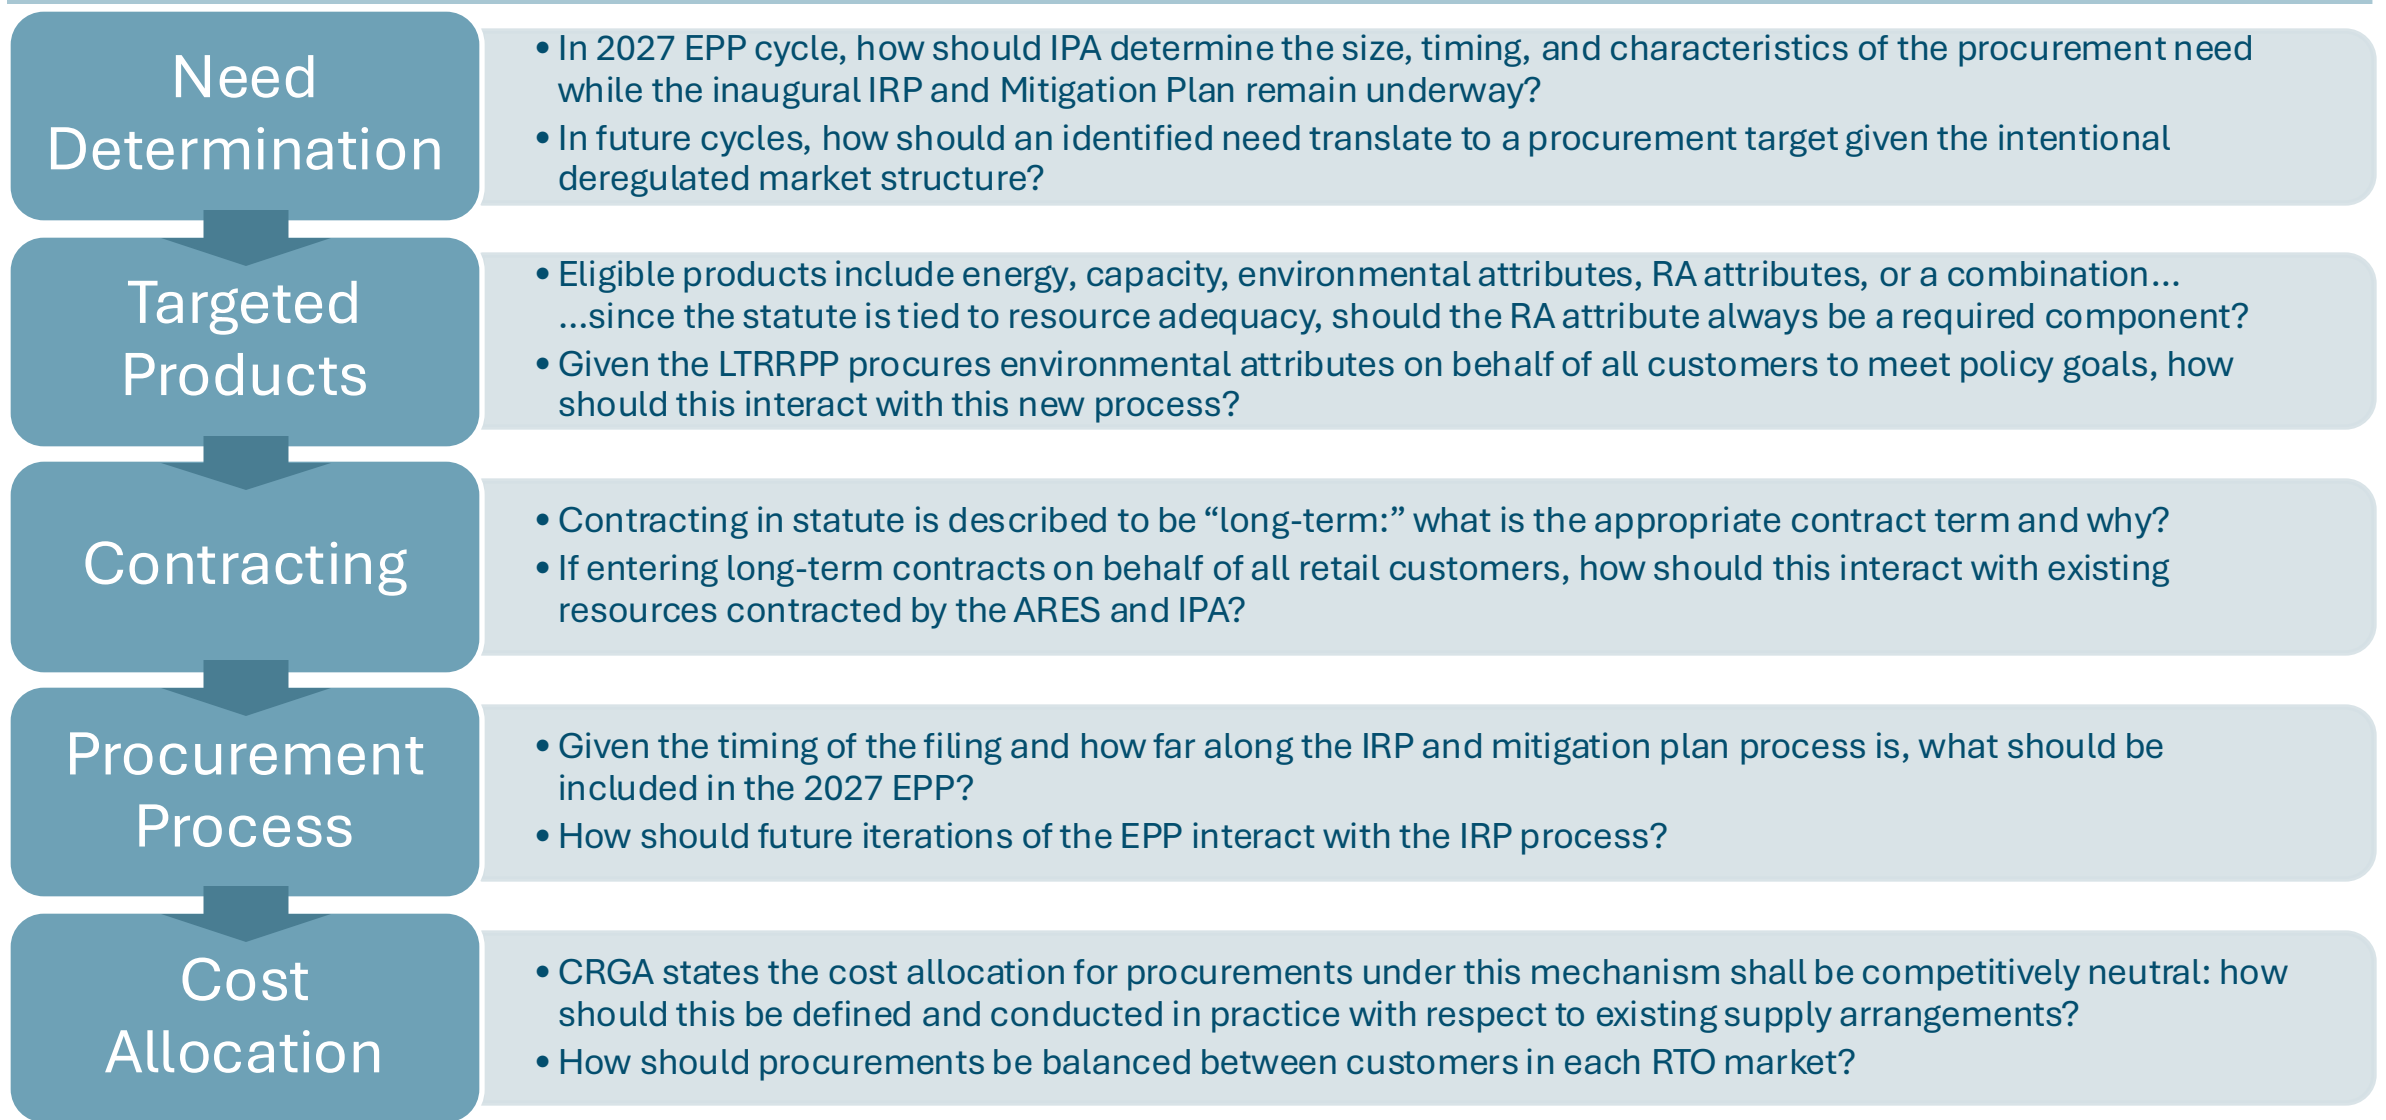 Need
Determination
• In 2027 EPP cycle, how should IPA determine the size, timing, and characteristics of the procurement need
while the inaugural IRP and Mitigation Plan remain underway?
• In future cycles, how should an identified need translate to a procurement target given the intentional
deregulated market structure?
Targeted
Products
• Eligible products include energy, capacity, environmental attributes, RA attributes, or a combination...
...since the statute is tied to resource adequacy, should the RA attribute always be a required component?
• Given the LTRRPP procures environmental attributes on behalf of all customers to meet policy goals, how
should this interact with this new process?
Contracting
• Contracting in statute is described to be “long-term:” what is the appropriate contract term and why?
• If entering long-term contracts on behalf of all retail customers, how should this interact with existing
resources contracted by the ARES and IPA?
Procurement
Process
• Given the timing of the filing and how far along the IRP and mitigation plan process is, what should be
included in the 2027 EPP?
• How should future iterations of the EPP interact with the IRP process?
Cost
Allocation
• CRGA states the cost allocation for procurements under this mechanism shall be competitively neutral: how
should this be defined and conducted in practice with respect to existing supply arrangements?
• How should procurements be balanced between customers in each RTO market?